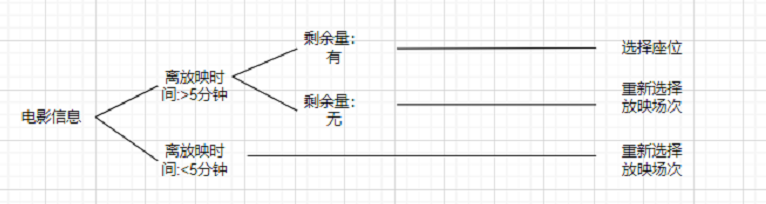 电影信息
离放映时
间:>5分钟
剩余量:
有
选择座位
剩余量:
无
重新选择
放映场次
离放映时
间:<5分钟
重新选择
放映场次